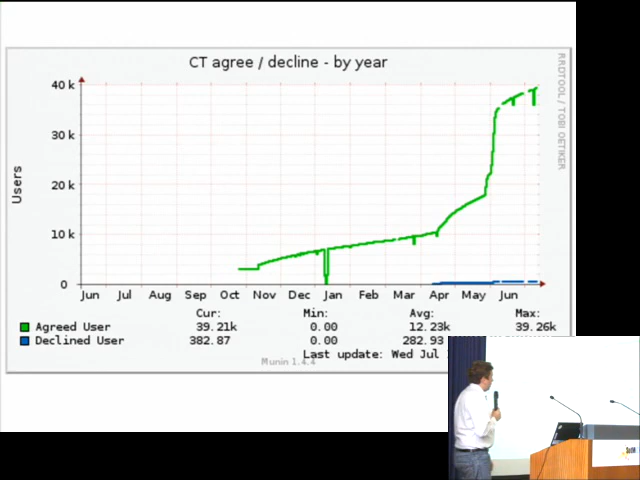 CT agree / decline - by year
RRDTOOL / TOBI OETIKER
Users
40 k
30 k
20 k
10 k
0
Jun Jul Aug Sep Oct Nov Dec Jan Feb Mar Apr May Jun
Cur: Min: Avg: Max:
Agreed User 39.21k 0.00 12.23k 39.26k
Declined User 382.87 0.00 282.93
Last update: Wed Jul
Munin 1.4.4